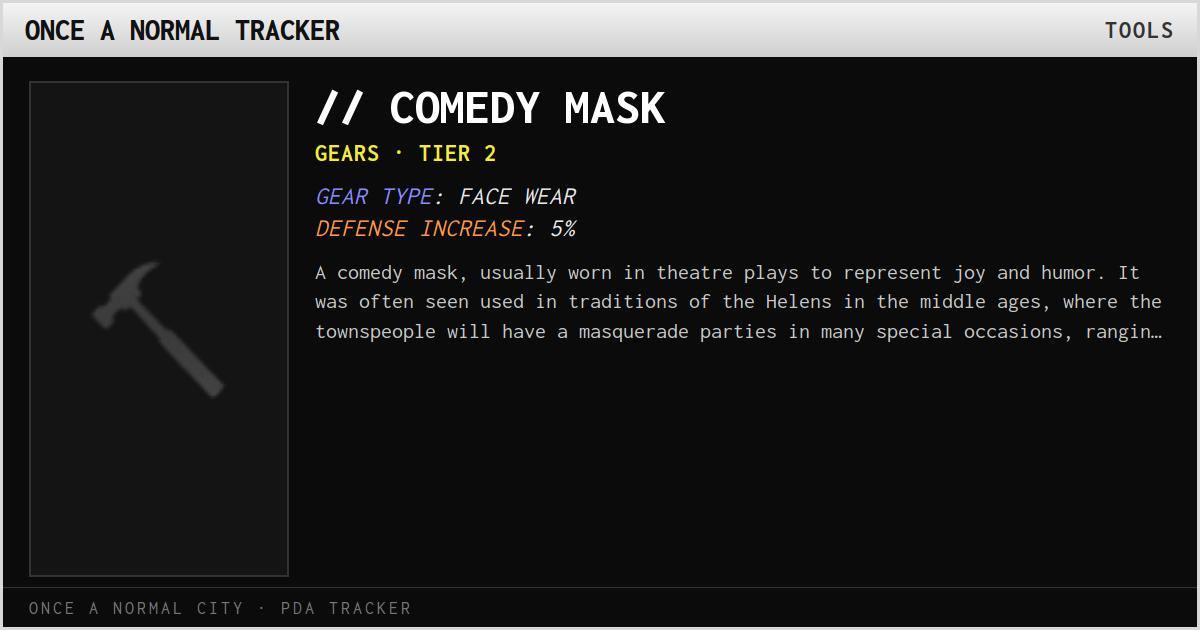 ONCE A NORMAL TRACKER
TOOLS
// COMEDY MASK
GEARS · TIER 2
GEAR TYPE: FACE WEAR
DEFENSE INCREASE: 5%
A comedy mask, usually worn in theatre plays to represent joy and humor. It
was often seen used in traditions of the Helens in the middle ages, where the
townspeople will have a masquerade parties in many special occasions, rangin…
ONCE A NORMAL CITY · PDA TRACKER